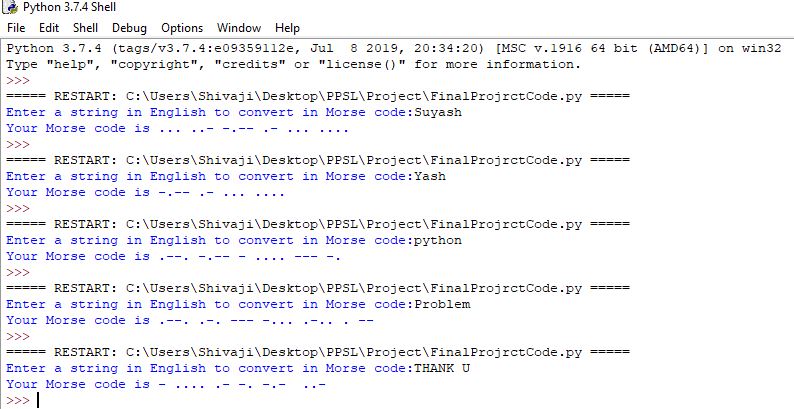 Python 3.7.4 Shell
File Edit Shell Debug Options Window Help
Python 3.7.4 (tags/v3.7.4:e09359112e, Jul  8 2019, 20:34:20) [MSC v.1916 64 bit (AMD64)] on win32
Type "help", "copyright", "credits" or "license()" for more information.
>>>
===== RESTART: C:\Users\Shivaji\Desktop\PPSL\Project\FinalProjrctCode.py =====
Enter a string in English to convert in Morse code:Suyash
Your Morse code is ... ..- -.-- .- ... ....
>>>
===== RESTART: C:\Users\Shivaji\Desktop\PPSL\Project\FinalProjrctCode.py =====
Enter a string in English to convert in Morse code:Yash
Your Morse code is -.-- .- ... ....
>>>
===== RESTART: C:\Users\Shivaji\Desktop\PPSL\Project\FinalProjrctCode.py =====
Enter a string in English to convert in Morse code:python
Your Morse code is .--. -.-- - .... --- -.
>>>
===== RESTART: C:\Users\Shivaji\Desktop\PPSL\Project\FinalProjrctCode.py =====
Enter a string in English to convert in Morse code:Problem
Your Morse code is .--. .-. --- -... .-.. . --
>>>
===== RESTART: C:\Users\Shivaji\Desktop\PPSL\Project\FinalProjrctCode.py =====
Enter a string in English to convert in Morse code:THANK U
Your Morse code is - .... .- -. -.-  ..-
>>>